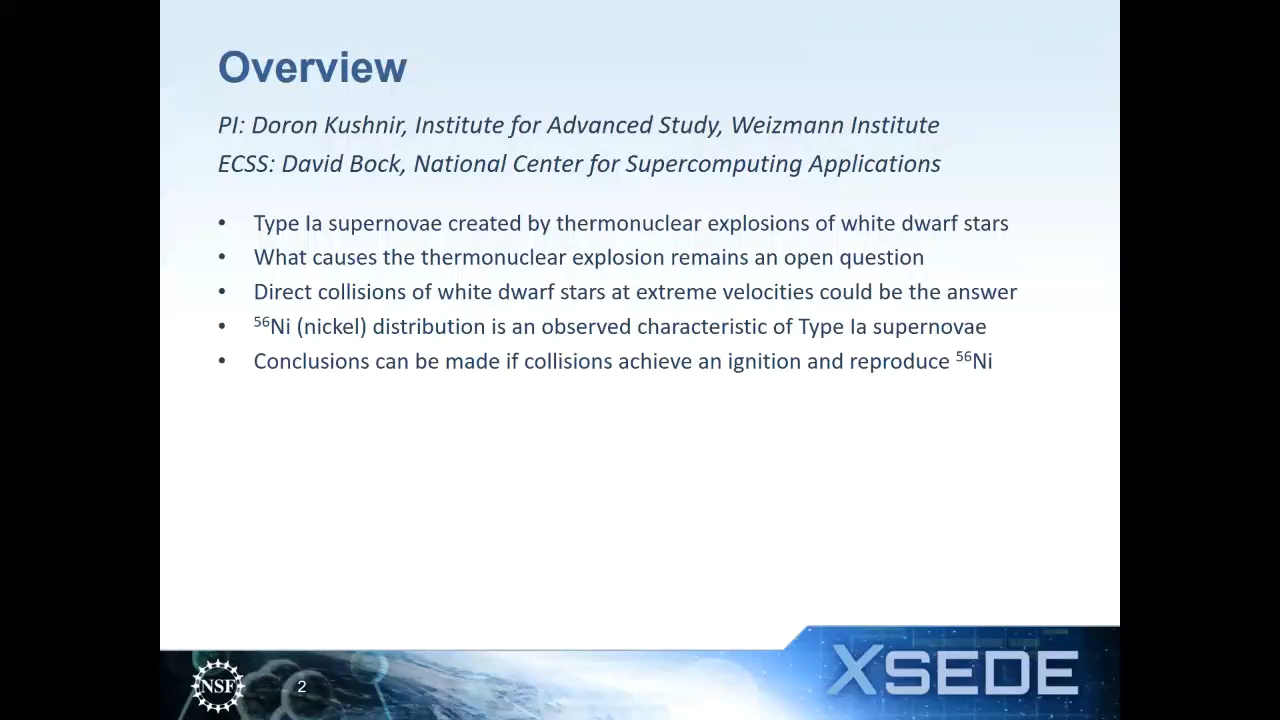 Overview
PI: Doron Kushnir, Institute for Advanced Study, Weizmann Institute
ECSS: David Bock, National Center for Supercomputing Applications
• Type Ia supernovae created by thermonuclear explosions of white dwarf stars
• What causes the thermonuclear explosion remains an open question
• Direct collisions of white dwarf stars at extreme velocities could be the answer
• ⁵⁶Ni (nickel) distribution is an observed characteristic of Type Ia supernovae
• Conclusions can be made if collisions achieve an ignition and reproduce ⁵⁶Ni
NSF
2
XSEDE